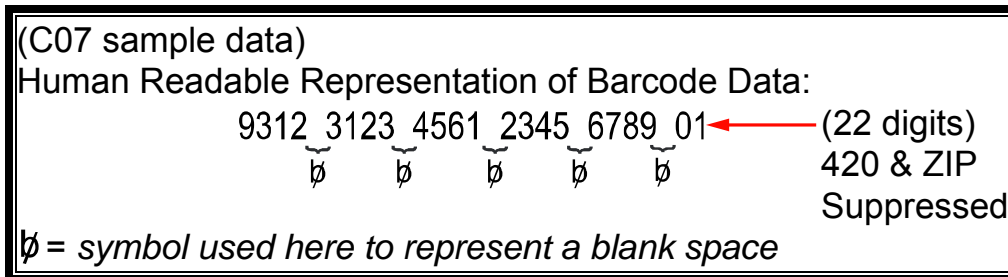 (C07 sample data)
Human Readable Representation of Barcode Data:
9312 3123 4561 2345 6789 01 (22 digits)
b̸ b̸ b̸ b̸ b̸ 420 & ZIP
Suppressed
b̸ = symbol used here to represent a blank space